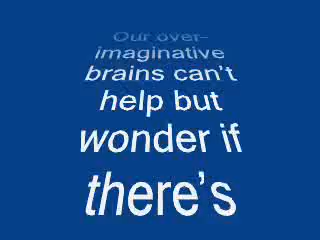 Our over-
imaginative
brains can't
help but
wonder if
there's